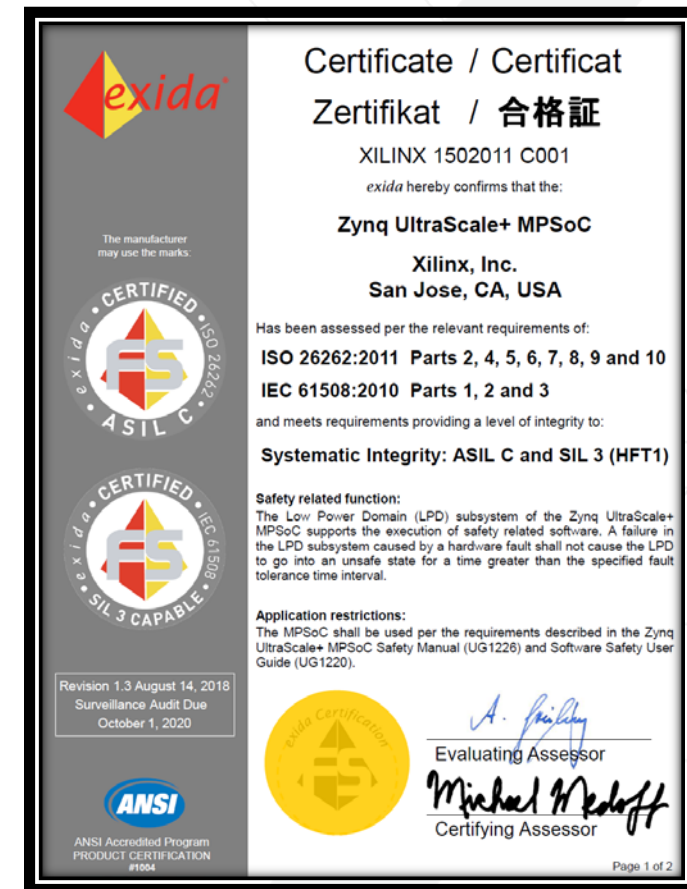 exida
The manufacturer
may use the marks:
CERTIFIED
exida
ISO 26262
FS
ASIL C
CERTIFIED
exida
IEC 61508
FS
SIL 3 CAPABLE
Revision 1.3 August 14, 2018
Surveillance Audit Due
October 1, 2020
ANSI
ANSI Accredited Program
PRODUCT CERTIFICATION
#1004
Certificate / Certificat
Zertifikat / 合格証
XILINX 1502011 C001
exida hereby confirms that the:
Zynq UltraScale+ MPSoC
Xilinx, Inc.
San Jose, CA, USA
Has been assessed per the relevant requirements of:
ISO 26262:2011 Parts 2, 4, 5, 6, 7, 8, 9 and 10
IEC 61508:2010 Parts 1, 2 and 3
and meets requirements providing a level of integrity to:
Systematic Integrity: ASIL C and SIL 3 (HFT1)
Safety related function:
The Low Power Domain (LPD) subsystem of the Zynq UltraScale+
MPSoC supports the execution of safety related software. A failure in
the LPD subsystem caused by a hardware fault shall not cause the LPD
to go into an unsafe state for a time greater than the specified fault
tolerance time interval.
Application restrictions:
The MPSoC shall be used per the requirements described in the Zynq
UltraScale+ MPSoC Safety Manual (UG1226) and Software Safety User
Guide (UG1220).
exida Certification
FS
A.
Evaluating Assessor
Michael Medoff
Certifying Assessor
Page 1 of 2